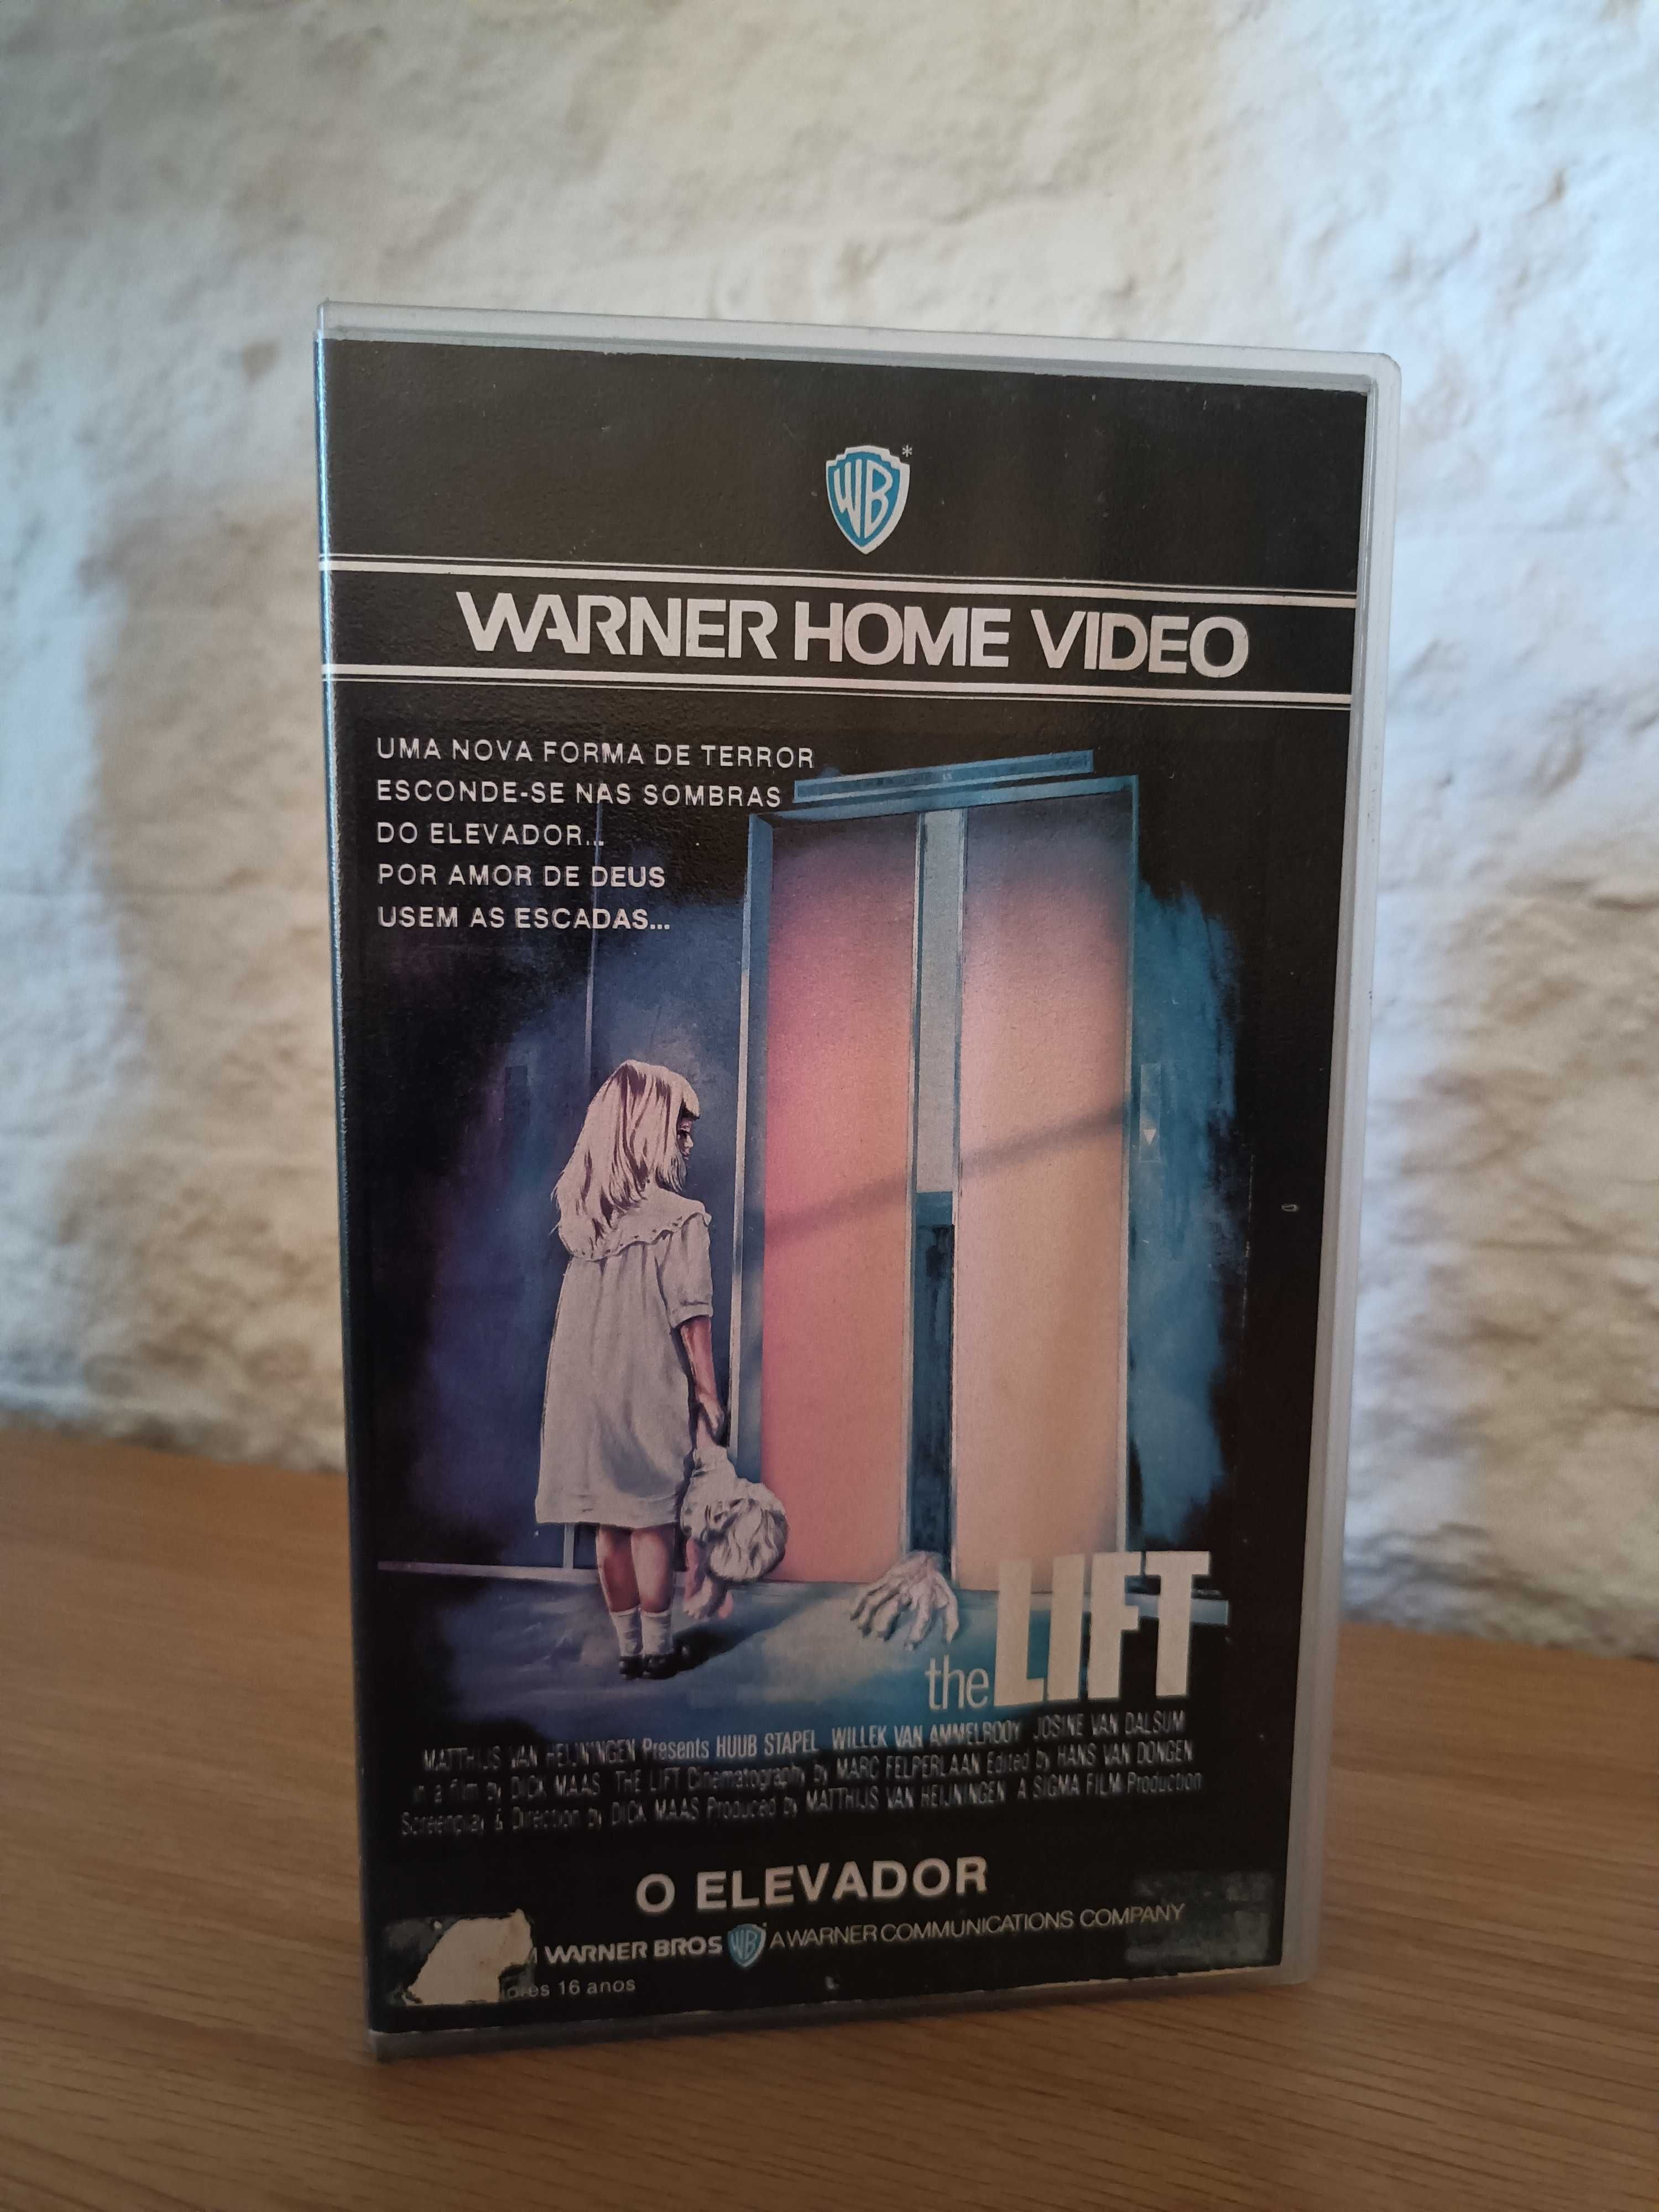 WB*
WARNER HOME VIDEO
UMA NOVA FORMA DE TERROR
ESCONDE-SE NAS SOMBRAS
DO ELEVADOR...
POR AMOR DE DEUS
USEM AS ESCADAS...
the LIFT
MATTHIJS VAN HEIJNINGEN Presents HUUB STAPEL WILLEK VAN AMMELROOY JOSINE VAN DALSUM
in a film by DICK MAAS THE LIFT Cinematography by MARC FELPERLAAN Edited by HANS VAN DONGEN
Screenplay & Direction by DICK MAAS Produced by MATTHIJS VAN HEIJNINGEN A SIGMA FILM Production
O ELEVADOR
WARNER BROS WB A WARNER COMMUNICATIONS COMPANY
16 anos